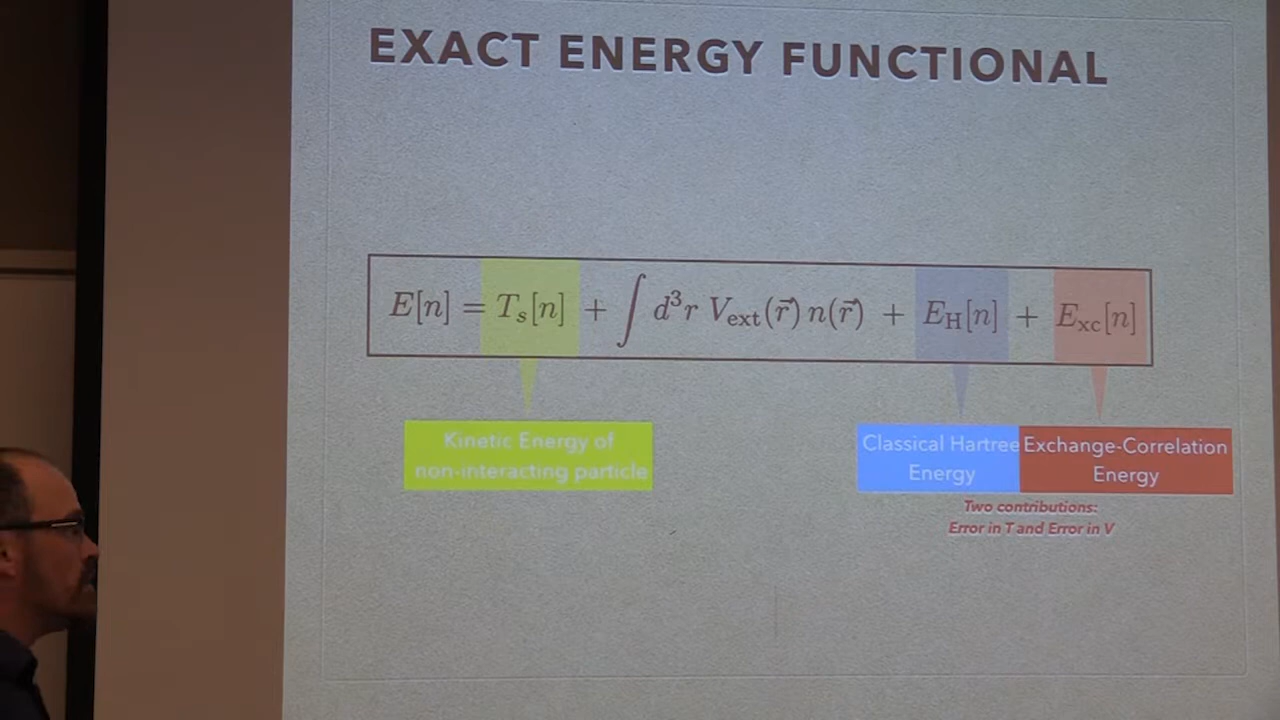 EXACT ENERGY FUNCTIONAL
E[n] = Tₛ[n] + ∫ d³r V_ext(r⃗) n(r⃗) + E_H[n] + E_xc[n]
Kinetic Energy of
non-interacting particle
Classical Hartree
Energy
Exchange-Correlation
Energy
Two contributions:
Error in T and Error in V